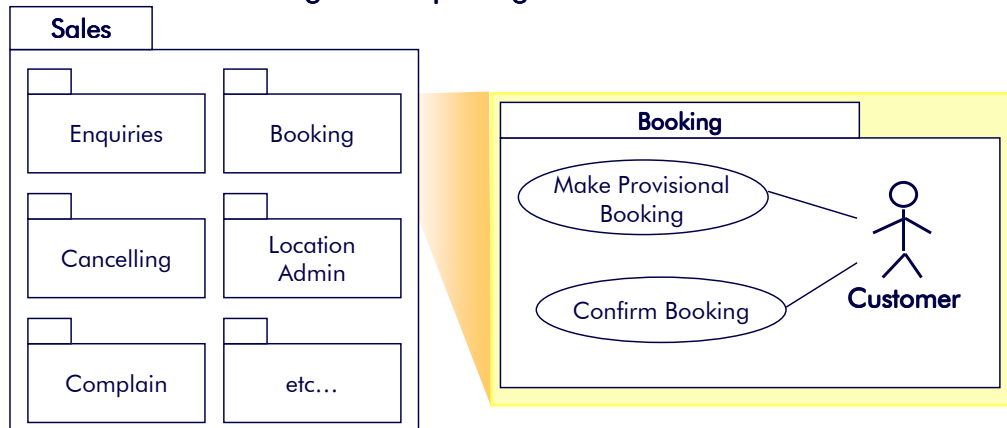 Sales
Enquiries
Booking
Cancelling
Location
Admin
Complain
etc...
Booking
Make Provisional
Booking
Confirm Booking
Customer